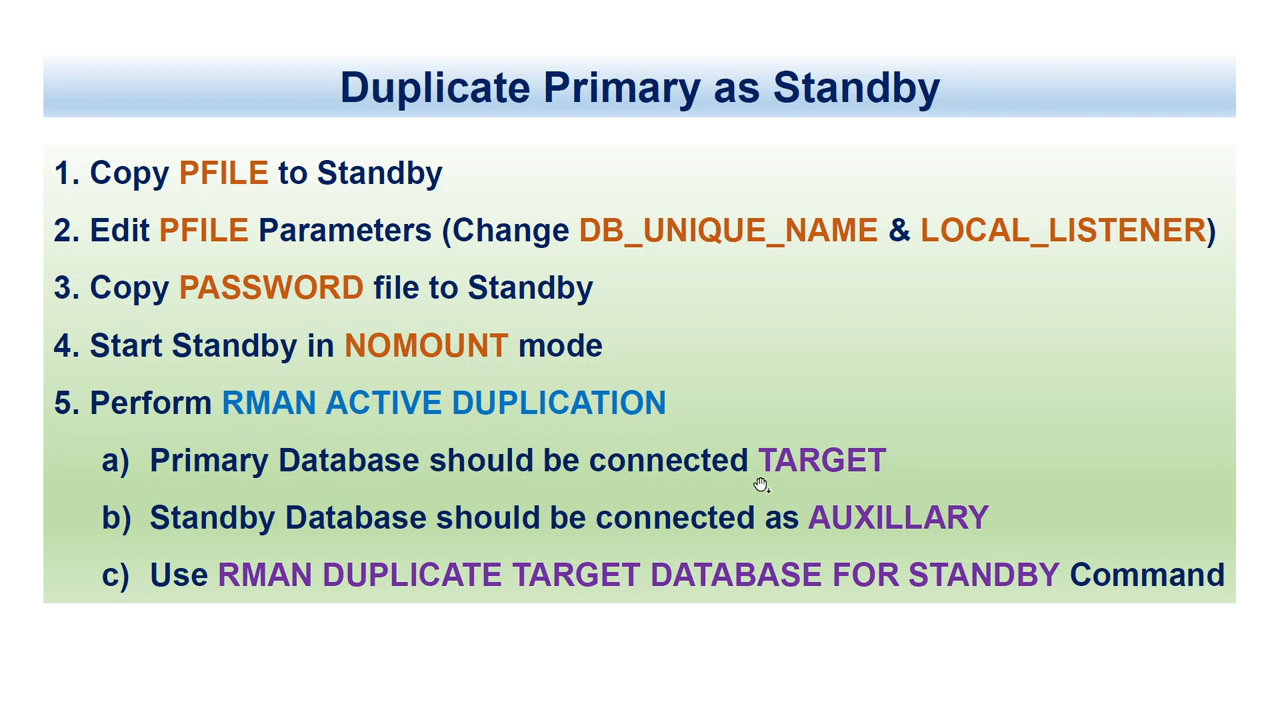 Duplicate Primary as Standby
1. Copy PFILE to Standby
2. Edit PFILE Parameters (Change DB_UNIQUE_NAME & LOCAL_LISTENER)
3. Copy PASSWORD file to Standby
4. Start Standby in NOMOUNT mode
5. Perform RMAN ACTIVE DUPLICATION
a) Primary Database should be connected TARGET
b) Standby Database should be connected as AUXILLARY
c) Use RMAN DUPLICATE TARGET DATABASE FOR STANDBY Command